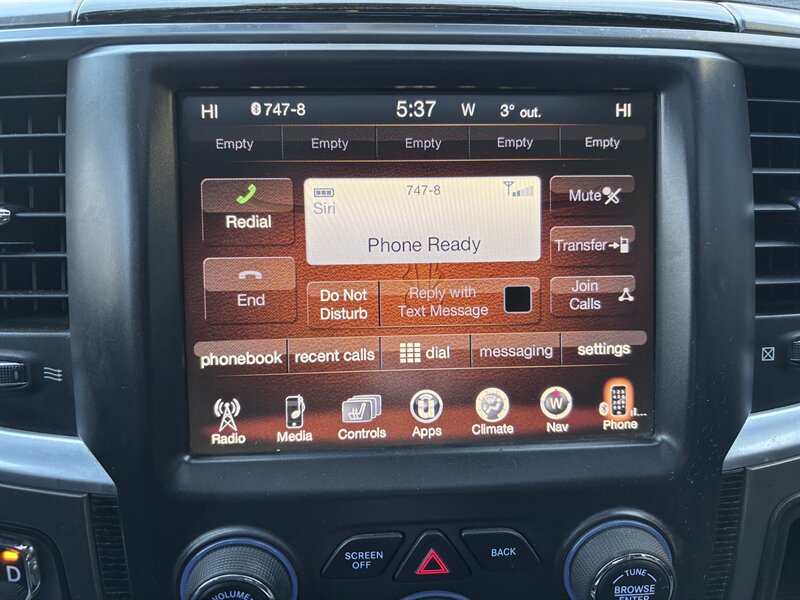 HI 747-8 5:37 W 3° out. HI
Empty Empty Empty Empty Empty
747-8
Siri
Phone Ready
Redial
End
Mute
Transfer
Join
Calls
Do Not
Disturb
Reply with
Text Message
phonebook recent calls dial messaging settings
Radio Media Controls Apps Climate Nav Phone
SCREEN
OFF
BACK
VOLUME
TUNE
BROWSE
ENTER
D